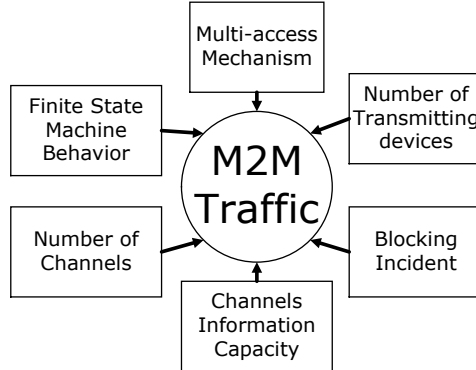 Multi-access
Mechanism
Finite State
Machine
Behavior
Number of
Transmitting
devices
M2M
Traffic
Number of
Channels
Blocking
Incident
Channels
Information
Capacity